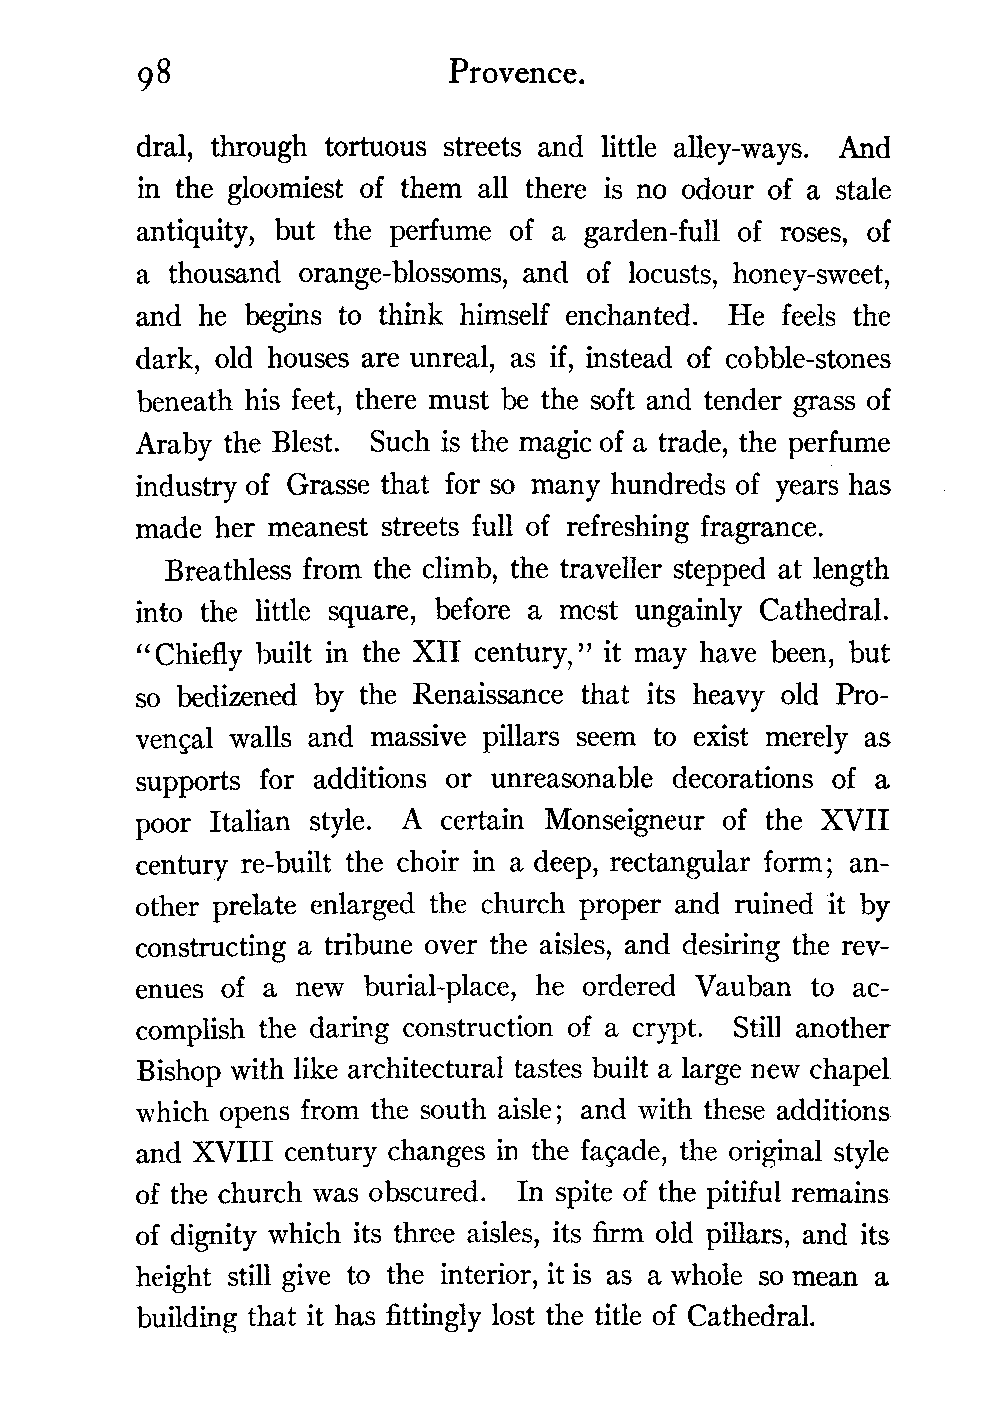 98 Provence.
dral, through tortuous streets and little alley-ways. And
in the gloomiest of them all there is no odour of a stale
antiquity, but the perfume of a garden-full of roses, of
a thousand orange-blossoms, and of locusts, honey-sweet,
and he begins to think himself enchanted. He feels the
dark, old houses are unreal, as if, instead of cobble-stones
beneath his feet, there must be the soft and tender grass of
Araby the Blest. Such is the magic of a trade, the perfume
industry of Grasse that for so many hundreds of years has
made her meanest streets full of refreshing fragrance.
Breathless from the climb, the traveller stepped at length
into the little square, before a most ungainly Cathedral.
"Chiefly built in the XII century," it may have been, but
so bedizened by the Renaissance that its heavy old Pro-
vençal walls and massive pillars seem to exist merely as
supports for additions or unreasonable decorations of a
poor Italian style. A certain Monseigneur of the XVII
century re-built the choir in a deep, rectangular form; an-
other prelate enlarged the church proper and ruined it by
constructing a tribune over the aisles, and desiring the rev-
enues of a new burial-place, he ordered Vauban to ac-
complish the daring construction of a crypt. Still another
Bishop with like architectural tastes built a large new chapel
which opens from the south aisle; and with these additions
and XVIII century changes in the façade, the original style
of the church was obscured. In spite of the pitiful remains
of dignity which its three aisles, its firm old pillars, and its
height still give to the interior, it is as a whole so mean a
building that it has fittingly lost the title of Cathedral.